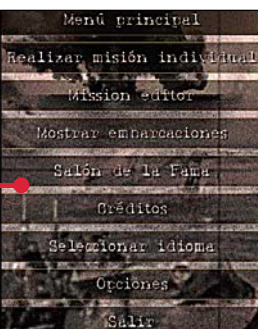 Menú principal
Realizar misión individual
Mission editor
Mostrar embarcaciones
Salón de la Fama
Créditos
Seleccionar idioma
Opciones
Salir